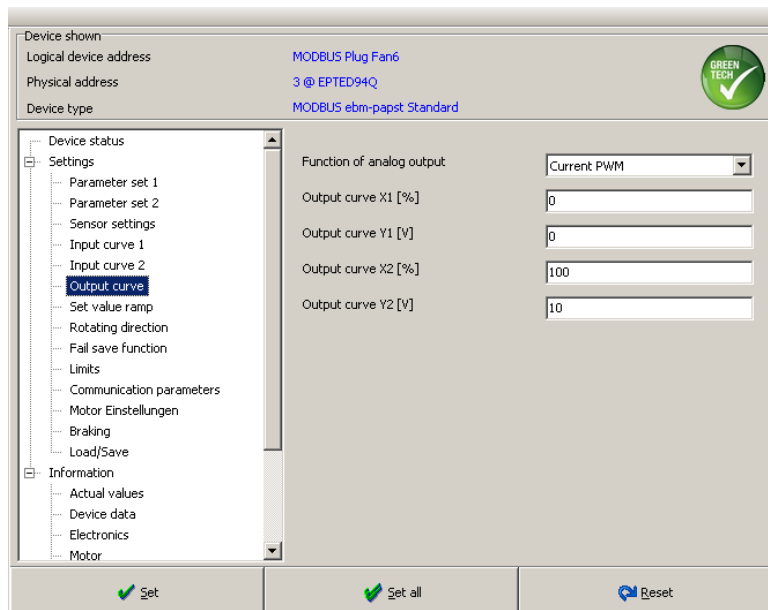 Device shown
Logical device address MODBUS Plug Fan6
Physical address 3 @ EPTED94Q
Device type MODBUS ebm-papst Standard
GREEN
TECH
Device status
Settings
Parameter set 1
Parameter set 2
Sensor settings
Input curve 1
Input curve 2
Output curve
Set value ramp
Rotating direction
Fail save function
Limits
Communication parameters
Motor Einstellungen
Braking
Load/Save
Information
Actual values
Device data
Electronics
Motor
Function of analog output Current PWM
Output curve X1 [%] 0
Output curve Y1 [V] 0
Output curve X2 [%] 100
Output curve Y2 [V] 10
Set Set all Reset